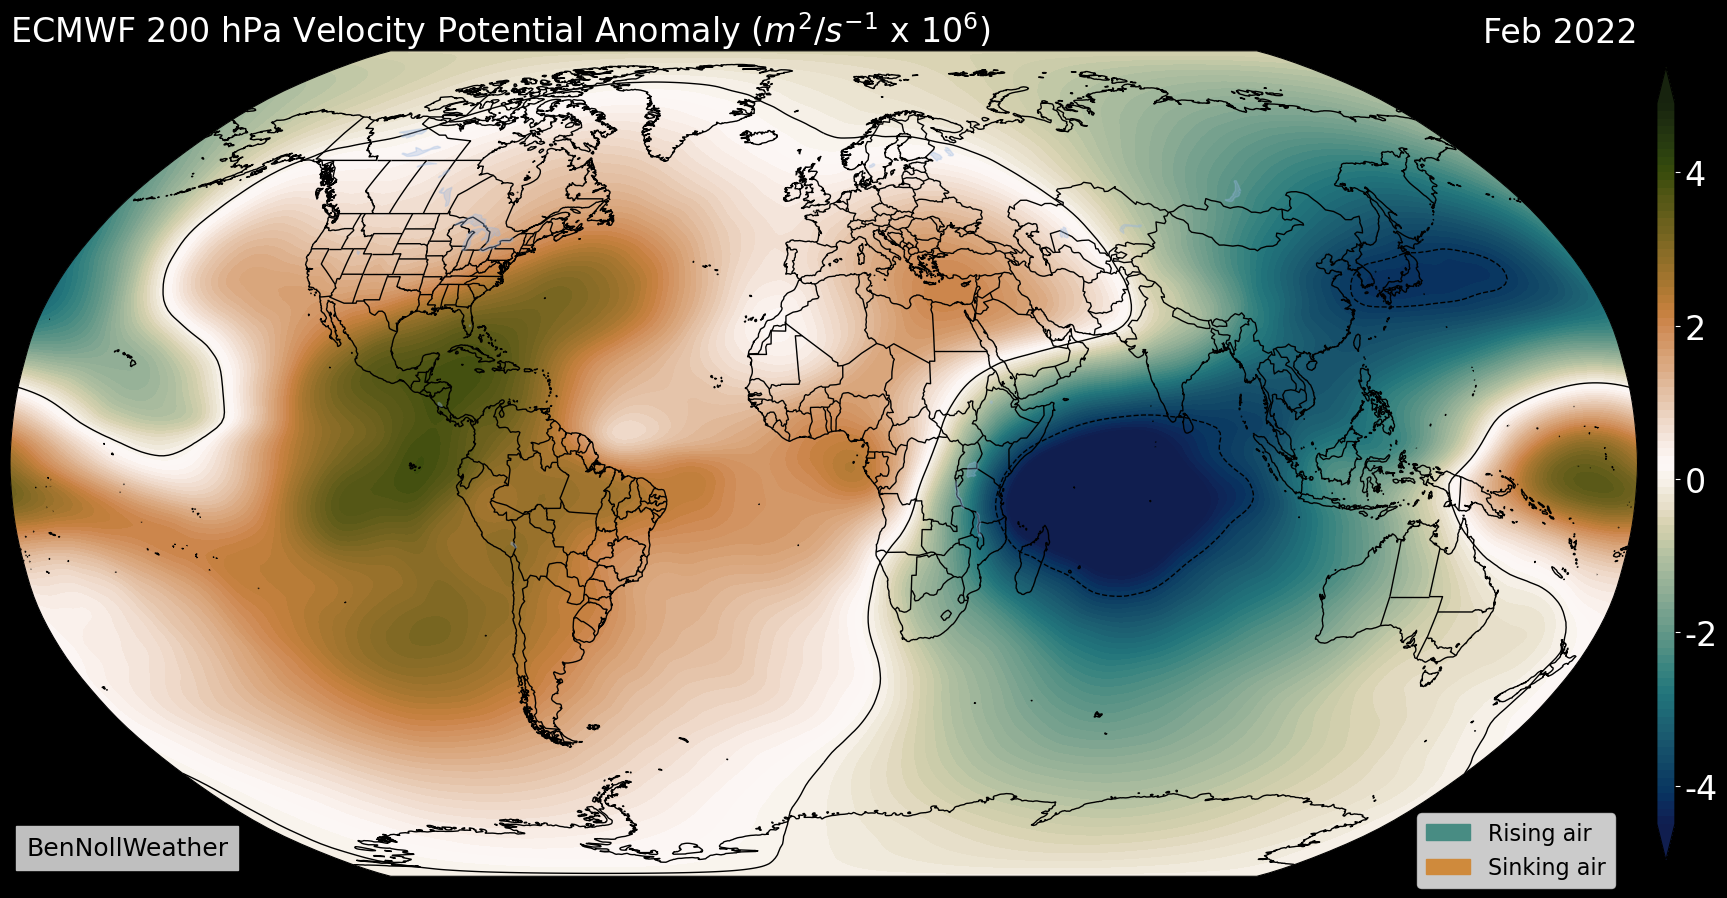 ECMWF 200 hPa Velocity Potential Anomaly (m²/s⁻¹ x 10⁶)
Feb 2022
4
2
0
-2
-4
Rising air
Sinking air
BenNollWeather